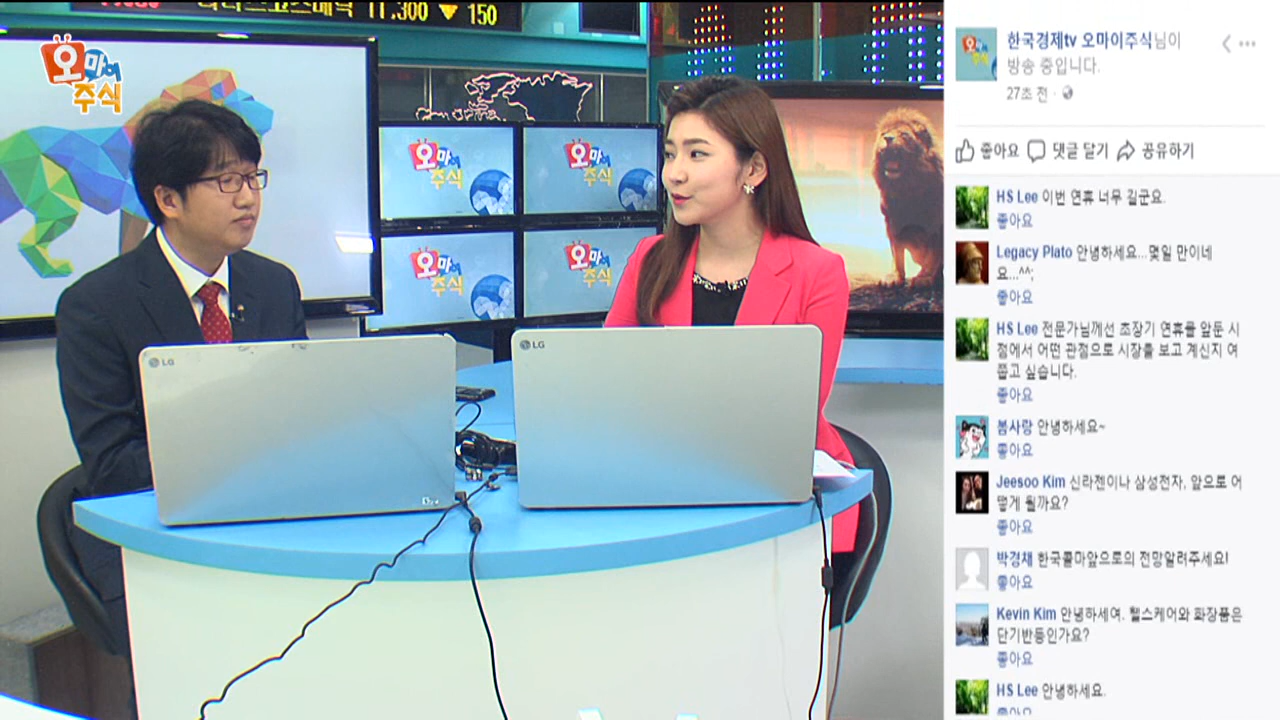 11,300 ▼ 150
오마이
주식
오마이
주식
오마이
주식
오마이
주식
오마이
주식
LG
LG
오마이
주식
한국경제tv 오마이주식님이
방송 중입니다.
27초 전
좋아요 댓글 달기 공유하기
HS Lee 이번 연휴 너무 길군요.
좋아요
Legacy Plato 안녕하세요...몇일 만이네
요...^^;
좋아요
HS Lee 전문가님께선 초장기 연휴를 앞둔 시
점에서 어떤 관점으로 시장을 보고 계신지 여
쭙고 싶습니다.
좋아요
봄사랑 안녕하세요~
좋아요
Jeesoo Kim 신라젠이나 삼성전자, 앞으로 어
떻게 될까요?
좋아요
박경채 한국콜마앞으로의 전망알려주세요!
좋아요
Kevin Kim 안녕하세여. 헬스케어와 화장품은
단기반등인가요?
좋아요
HS Lee 안녕하세요.
좋아요